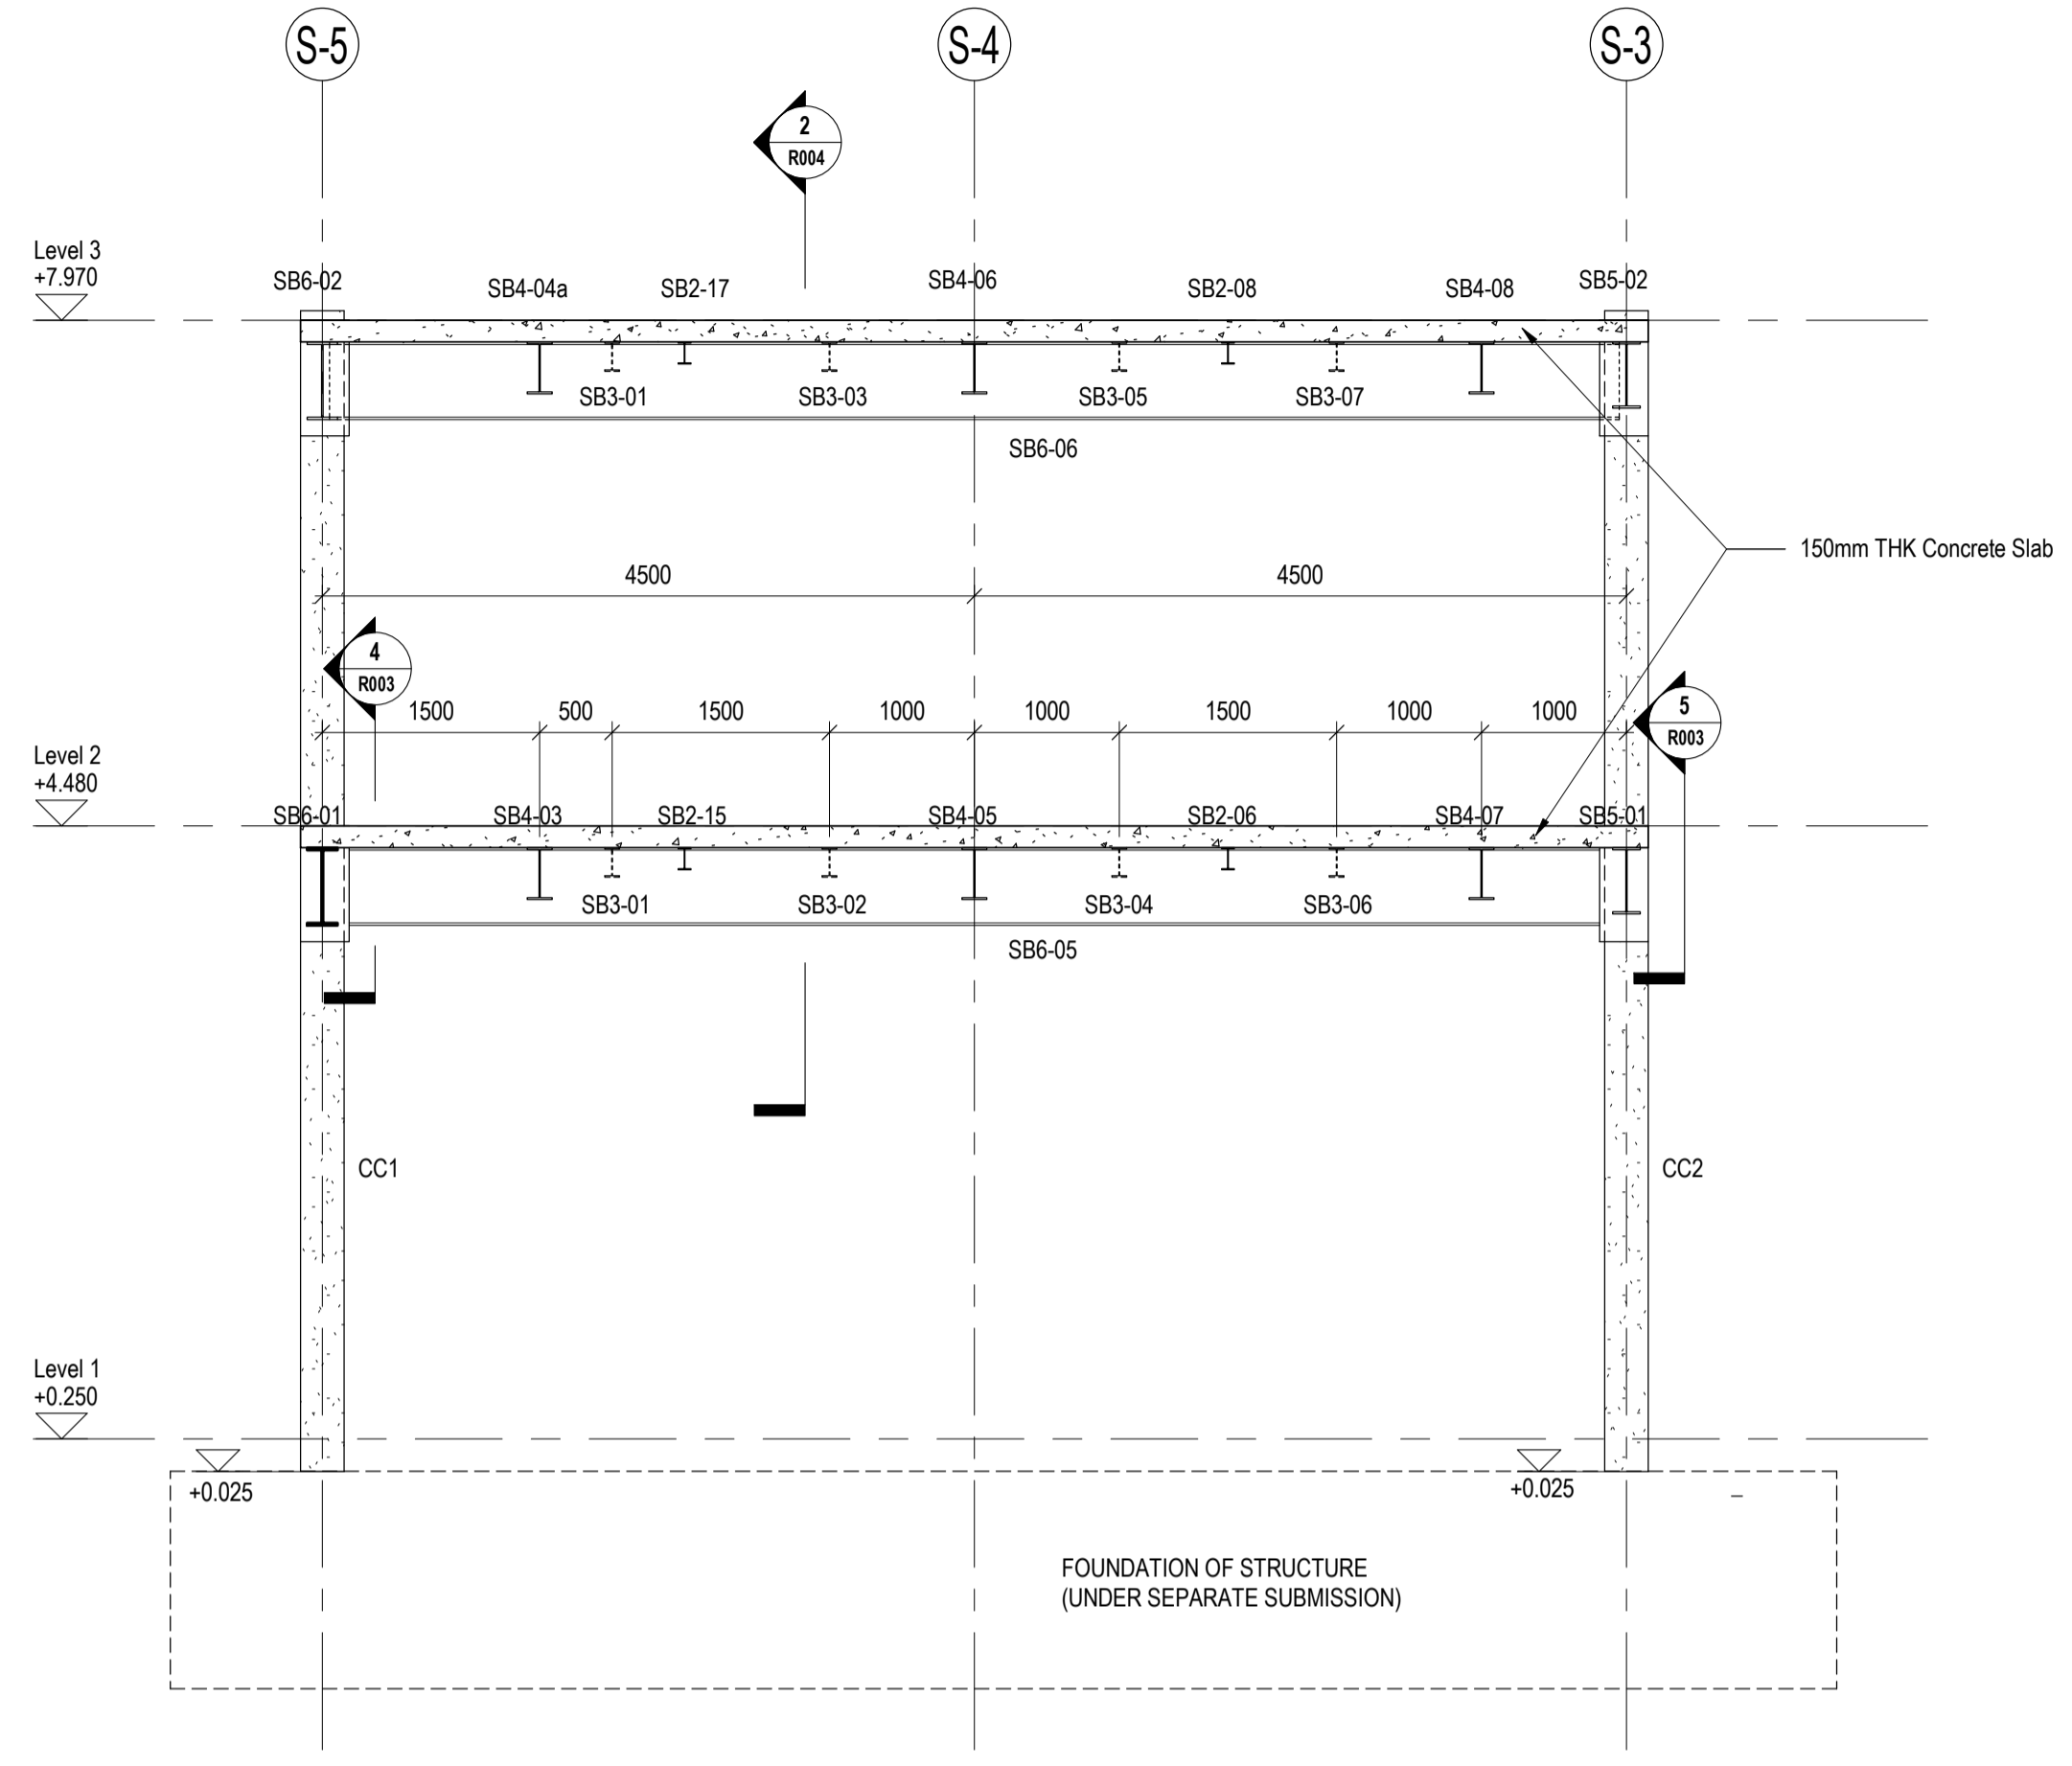 S-5
S-4
S-3
2
R004
Level 3
+7.970
SB6-02
SB4-04a
SB2-17
SB4-06
SB2-08
SB4-08
SB5-02
SB3-01
SB3-03
SB3-05
SB3-07
SB6-06
150mm THK Concrete Slab
4500
4500
4
R003
1500
500
1500
1000
1000
1500
1000
1000
5
R003
Level 2
+4.480
SB6-01
SB4-03
SB2-15
SB4-05
SB2-06
SB4-07
SB5-01
SB3-01
SB3-02
SB3-04
SB3-06
SB6-05
CC1
CC2
Level 1
+0.250
+0.025
+0.025
FOUNDATION OF STRUCTURE
(UNDER SEPARATE SUBMISSION)